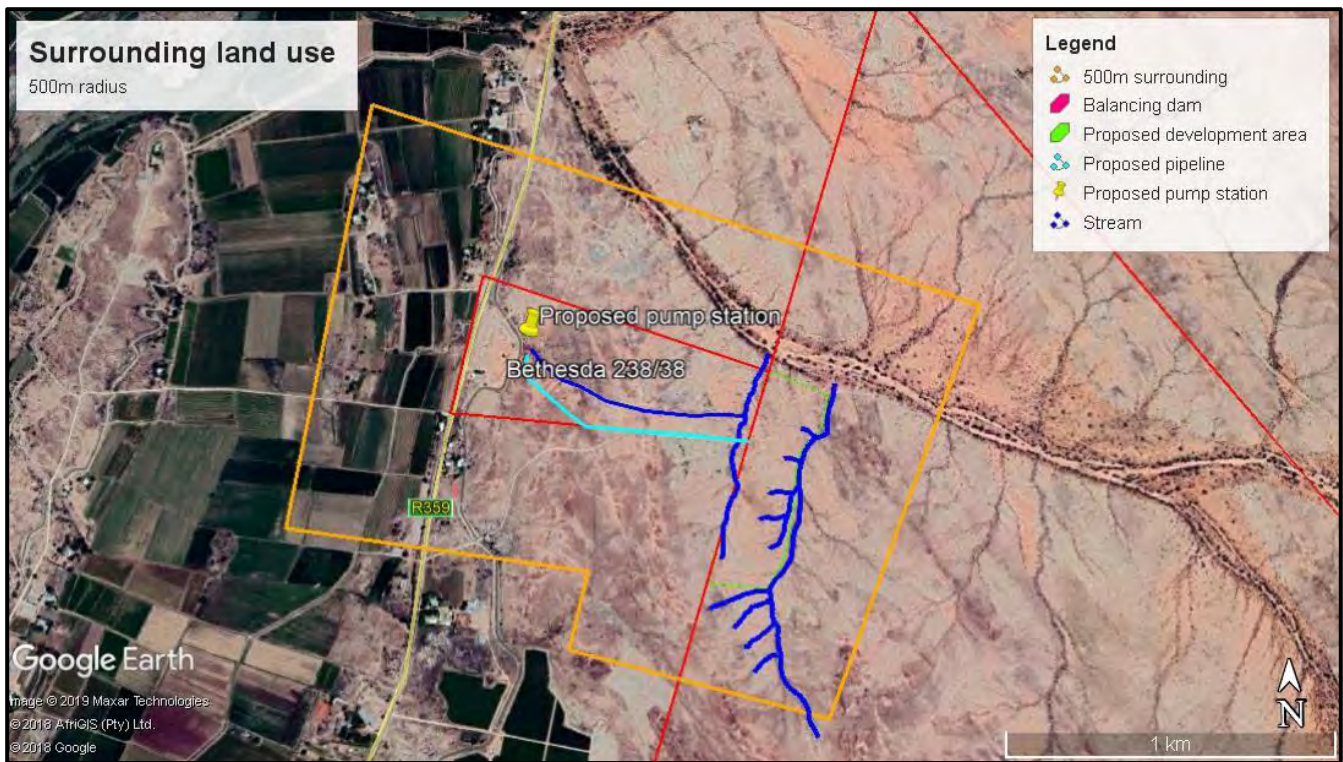 Surrounding land use
500m radius
Legend
500m surrounding
Balancing dam
Proposed development area
Proposed pipeline
Proposed pump station
Stream
Proposed pump station
Bethesda 238/38
R359
Google Earth
mage © 2019 Maxar Technologies
© 2018 AfriGIS (Pty) Ltd.
© 2018 Google
N
1 km